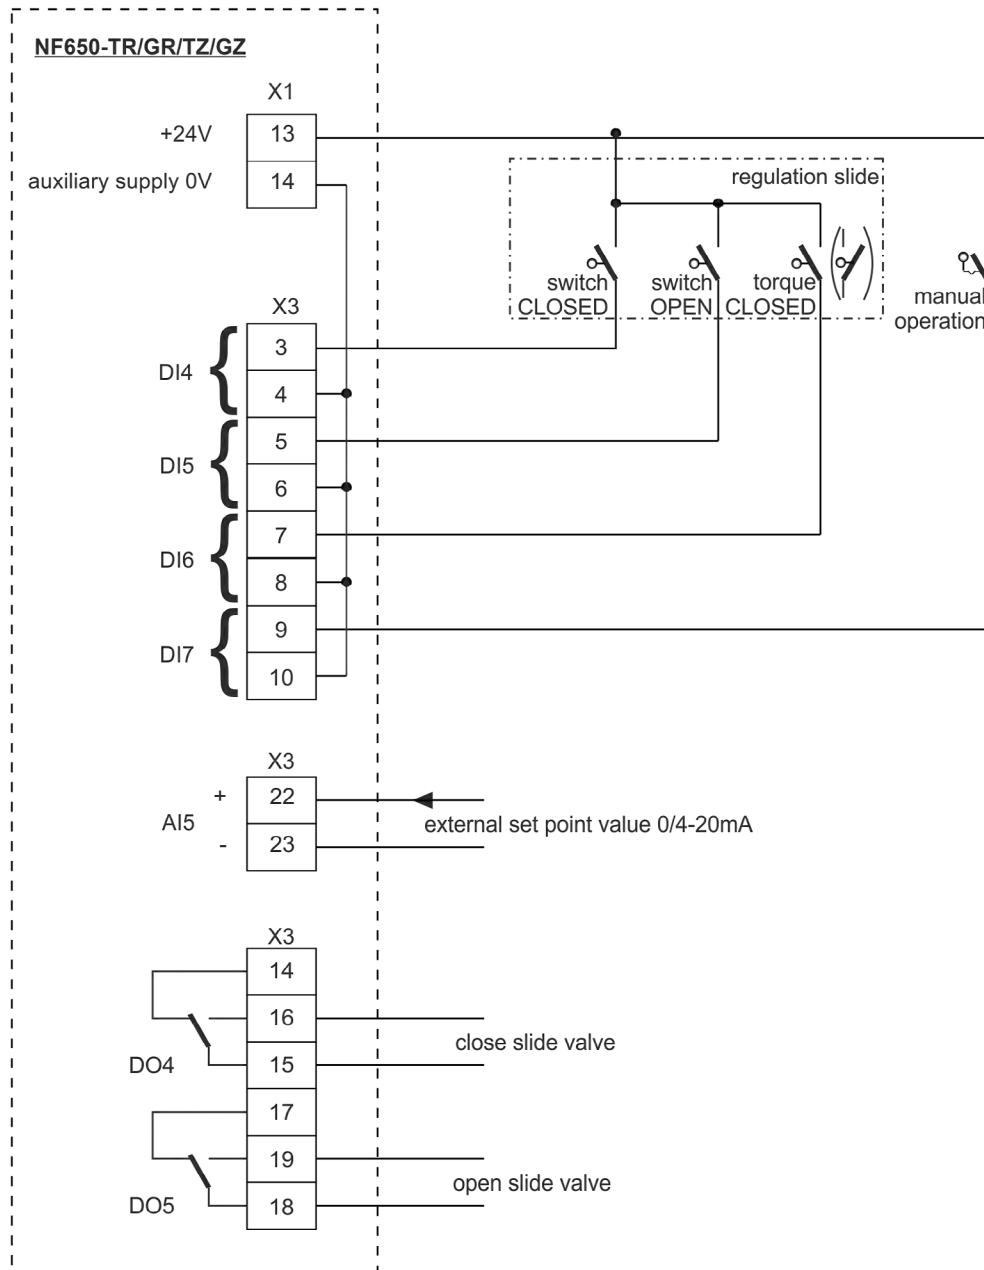 NF650-TR/GR/TZ/GZ
X1
+24V 13
auxiliary supply 0V 14
regulation slide
switch CLOSED
switch OPEN
torque CLOSED
manual operation
X3
DI4
3
4
DI5
5
6
DI6
7
8
DI7
9
10
X3
AI5
+ 22
- 23
external set point value 0/4-20mA
X3
14
16
close slide valve
DO4 15
17
19
open slide valve
DO5 18